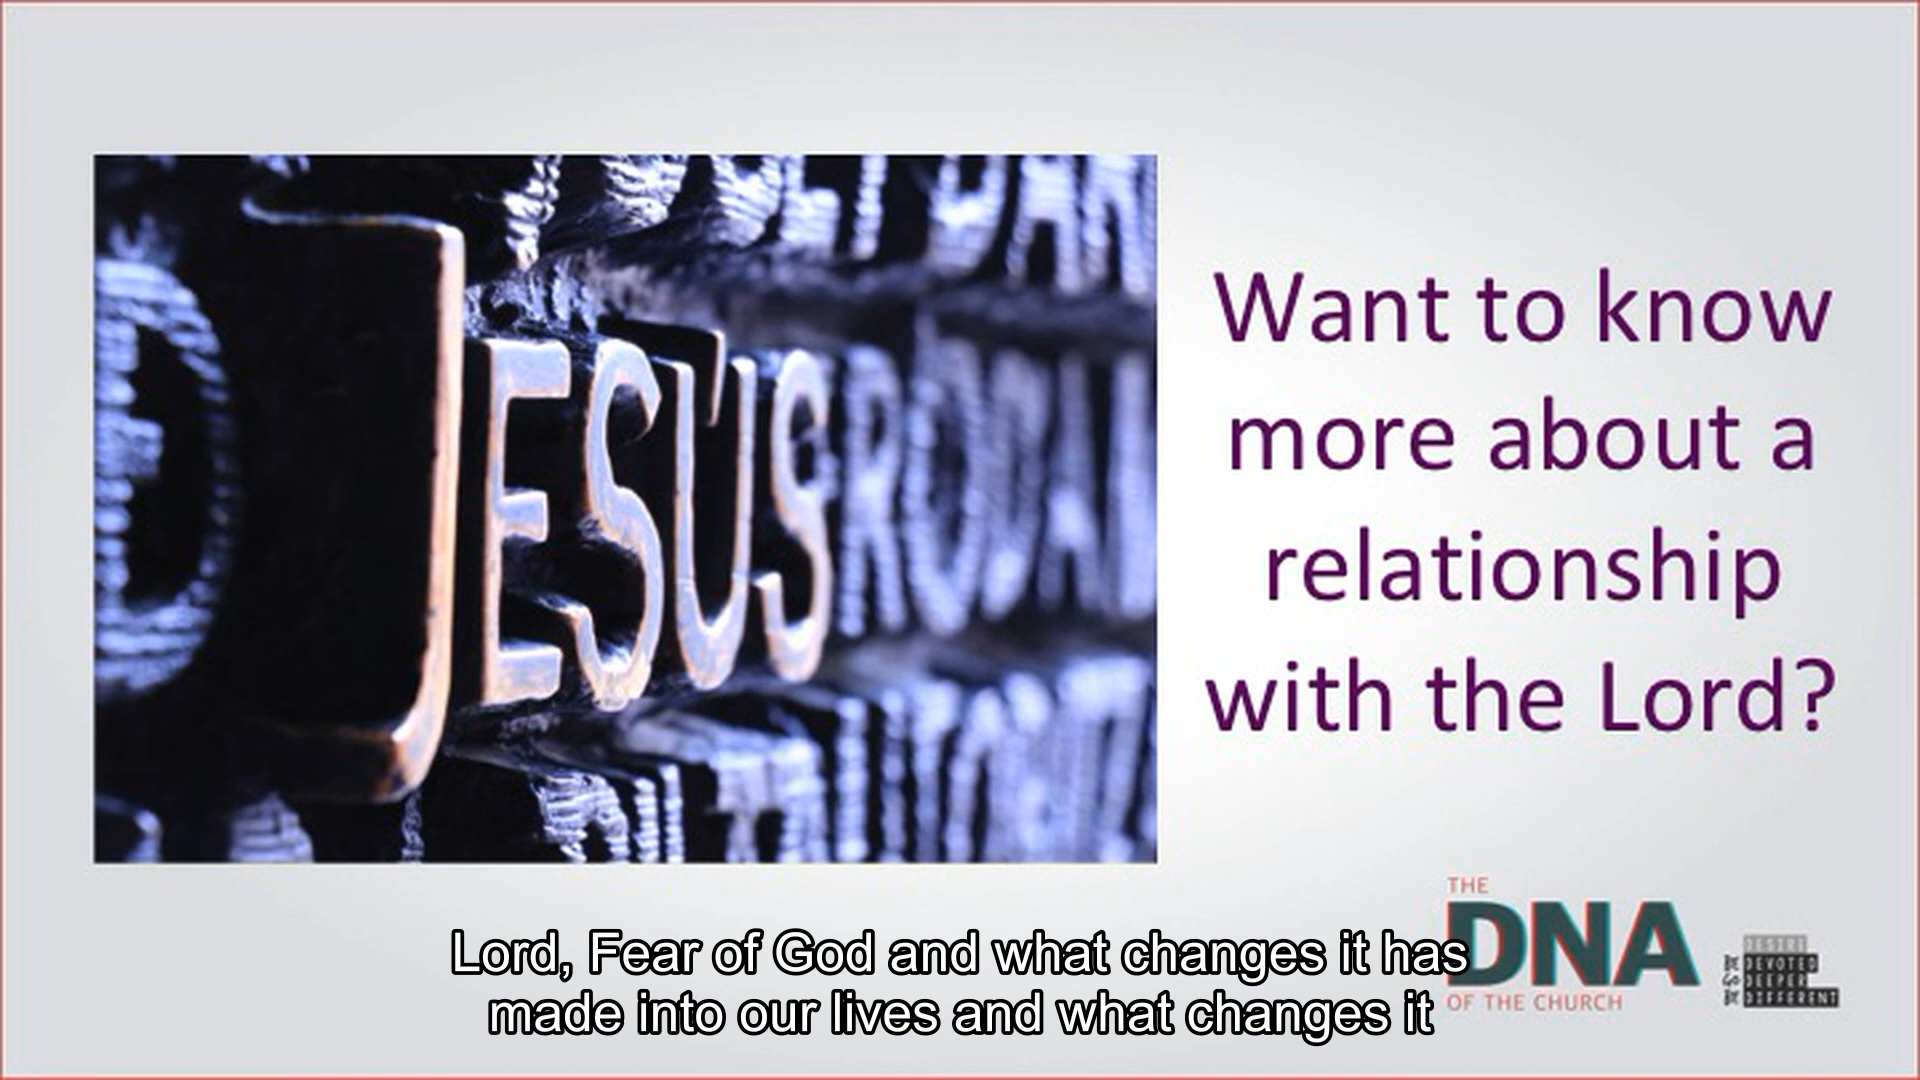 JESUS
Want to know
more about a
relationship
with the Lord?
THE
DNA
OF THE CHURCH
DESIRE
DEVOTED
DEEPER
DIFFERENT
Lord, Fear of God and what changes it has
made into our lives and what changes it